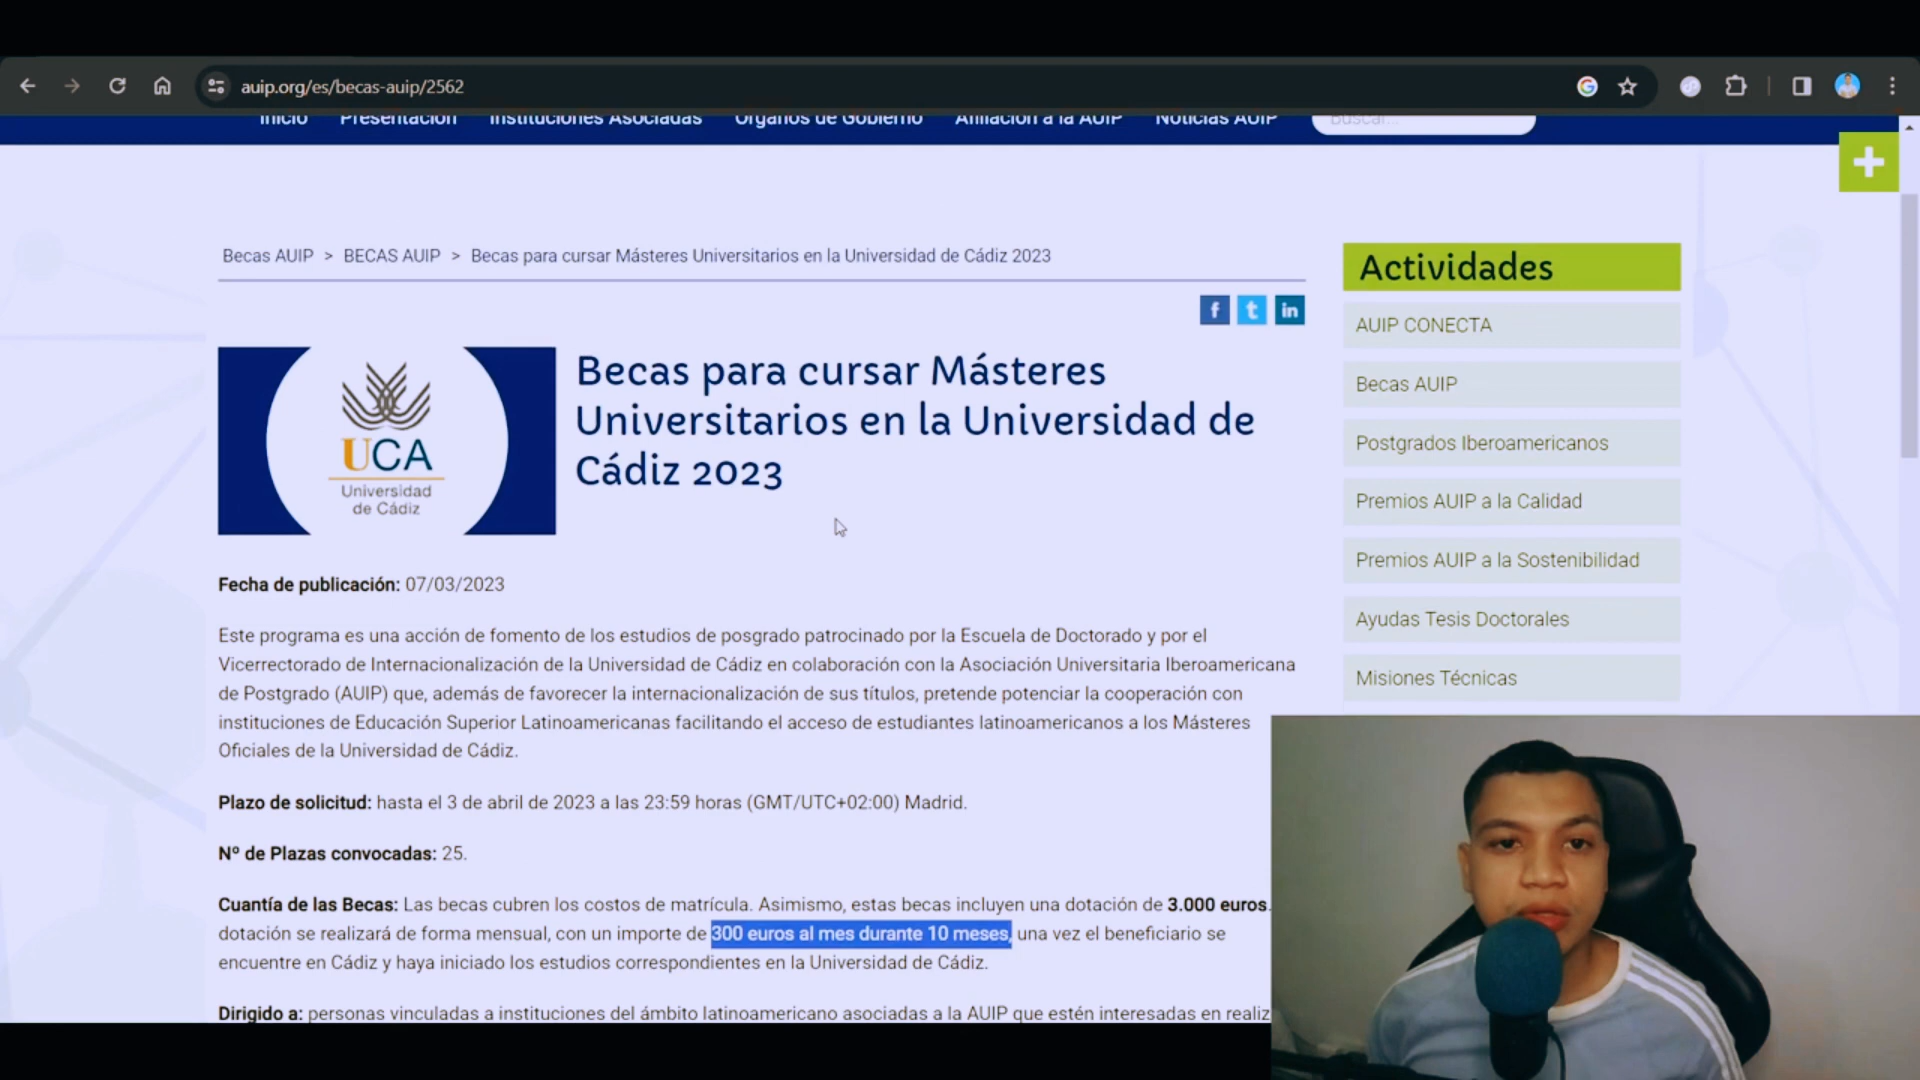 auip.org/es/becas-auip/2562
Inicio Presentación Instituciones Asociadas Órganos de Gobierno Afiliación a la AUIP Noticias AUIP Buscar...
Becas AUIP > BECAS AUIP > Becas para cursar Másteres Universitarios en la Universidad de Cádiz 2023
f t in
UCA
Universidad
de Cádiz
Becas para cursar Másteres
Universitarios en la Universidad de
Cádiz 2023
Fecha de publicación: 07/03/2023
Este programa es una acción de fomento de los estudios de posgrado patrocinado por la Escuela de Doctorado y por el
Vicerrectorado de Internacionalización de la Universidad de Cádiz en colaboración con la Asociación Universitaria Iberoamericana
de Postgrado (AUIP) que, además de favorecer la internacionalización de sus títulos, pretende potenciar la cooperación con
instituciones de Educación Superior Latinoamericanas facilitando el acceso de estudiantes latinoamericanos a los Másteres
Oficiales de la Universidad de Cádiz.
Plazo de solicitud: hasta el 3 de abril de 2023 a las 23:59 horas (GMT/UTC+02:00) Madrid.
Nº de Plazas convocadas: 25.
Cuantía de las Becas: Las becas cubren los costos de matrícula. Asimismo, estas becas incluyen una dotación de 3.000 euros.
dotación se realizará de forma mensual, con un importe de 300 euros al mes durante 10 meses, una vez el beneficiario se
encuentre en Cádiz y haya iniciado los estudios correspondientes en la Universidad de Cádiz.
Dirigido a: personas vinculadas a instituciones del ámbito latinoamericano asociadas a la AUIP que estén interesadas en realiz
Actividades
AUIP CONECTA
Becas AUIP
Postgrados Iberoamericanos
Premios AUIP a la Calidad
Premios AUIP a la Sostenibilidad
Ayudas Tesis Doctorales
Misiones Técnicas